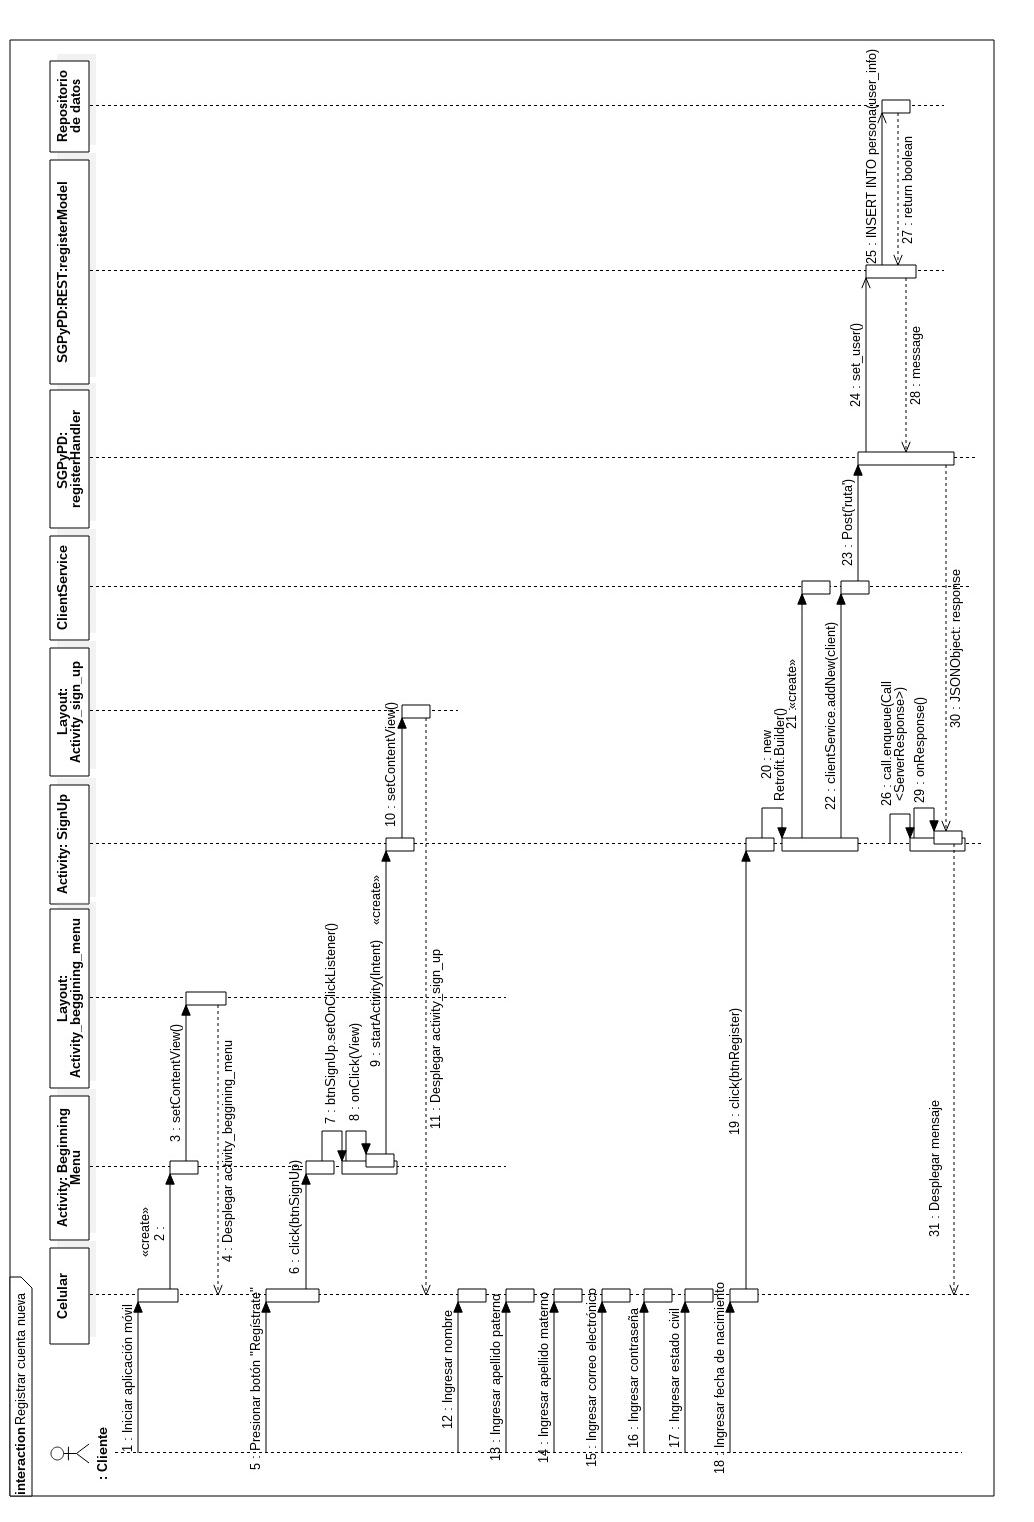 interaction Registrar cuenta nueva
: Cliente
Celular
Activity: Beginning
Menu
Layout:
Activity_beggining_menu
Activity: SignUp
Layout:
Activity_sign_up
ClientService
SGPyPD:
registerHandler
SGPyPD:REST:registerModel
Repositorio
de datos
1 : Iniciar aplicación móvil
«create»
2 :
3 : setContentView()
4 : Desplegar activity_beggining_menu
5 : Presionar botón "Regístrate"
6 : click(btnSignUp)
7 : btnSignUp.setOnClickListener()
8 : onClick(View)
9 : startActivity(Intent) «create»
10 : setContentView()
11 : Desplegar activity_sign_up
12 : Ingresar nombre
13 : Ingresar apellido paterno
14 : Ingresar apellido materno
15 : Ingresar correo electrónico
16 : Ingresar contraseña
17 : Ingresar estado civil
18 : Ingresar fecha de nacimiento
19 : click(btnRegister)
20 : new
Retrofit.Builder()
21 : «create»
22 : clientService.addNew(client)
23 : Post('ruta')
24 : set_user()
25 : INSERT INTO persona(user_info)
26 : call.enqueue(Call
<ServerResponse>)
27 : return boolean
28 : message
29 : onResponse()
30 : JSONObject: response
31 : Desplegar mensaje